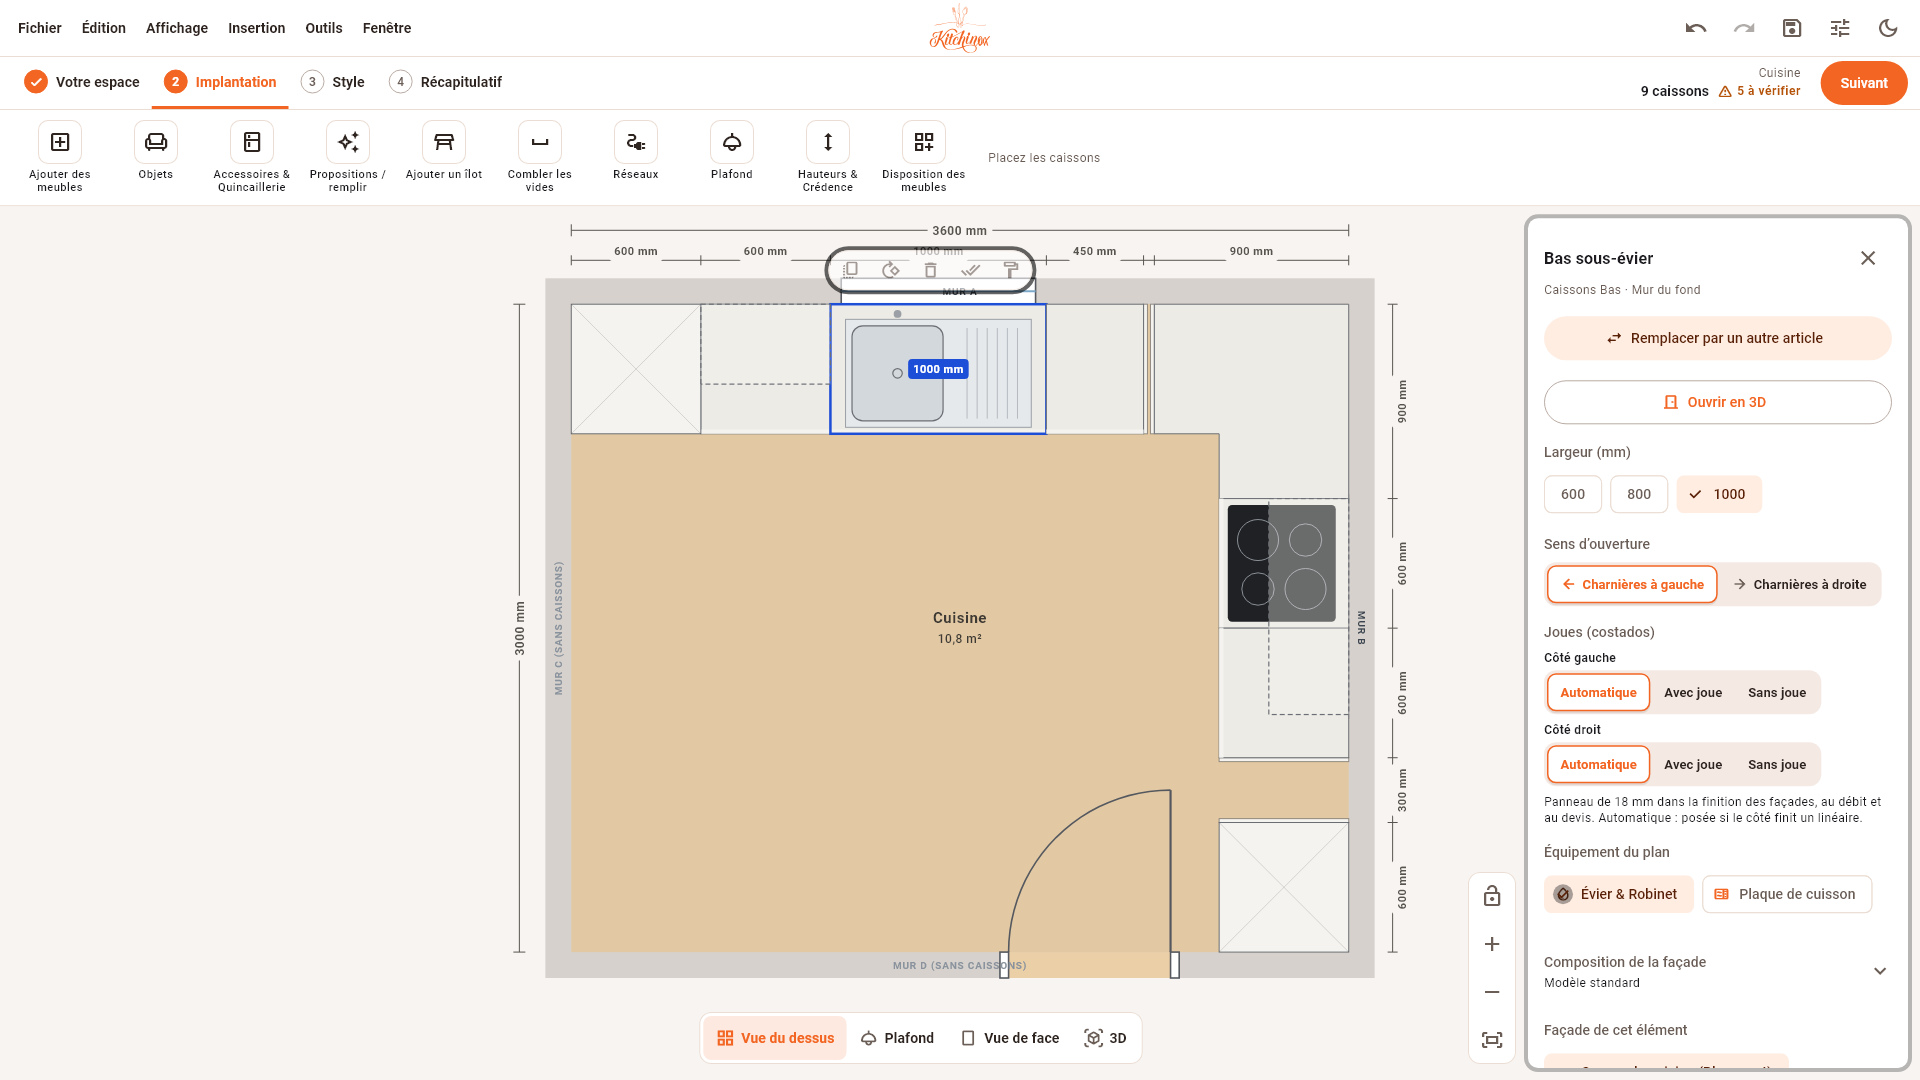 Fichier Édition Affichage Insertion Outils Fenêtre
Kitchinox
Votre espace 2 Implantation 3 Style 4 Récapitulatif
Cuisine
9 caissons 5 à vérifier
Suivant
Ajouter des meubles
Objets
Accessoires & Quincaillerie
Propositions / remplir
Ajouter un îlot
Combler les vides
Réseaux
Plafond
Hauteurs & Crédence
Disposition des meubles
Placez les caissons
3600 mm
600 mm 600 mm 1000 mm 450 mm 900 mm
MUR A
1000 mm
900 mm
600 mm
600 mm
300 mm
600 mm
3000 mm
MUR C (SANS CAISSONS)
MUR B
Cuisine
10,8 m²
MUR D (SANS CAISSONS)
Vue du dessus Plafond Vue de face 3D
Bas sous-évier
Caissons Bas · Mur du fond
Remplacer par un autre article
Ouvrir en 3D
Largeur (mm)
600 800 1000
Sens d’ouverture
Charnières à gauche Charnières à droite
Joues (costados)
Côté gauche
Automatique Avec joue Sans joue
Côté droit
Automatique Avec joue Sans joue
Panneau de 18 mm dans la finition des façades, au débit et
au devis. Automatique : posée si le côté finit un linéaire.
Équipement du plan
Évier & Robinet Plaque de cuisson
Composition de la façade
Modèle standard
Façade de cet élément